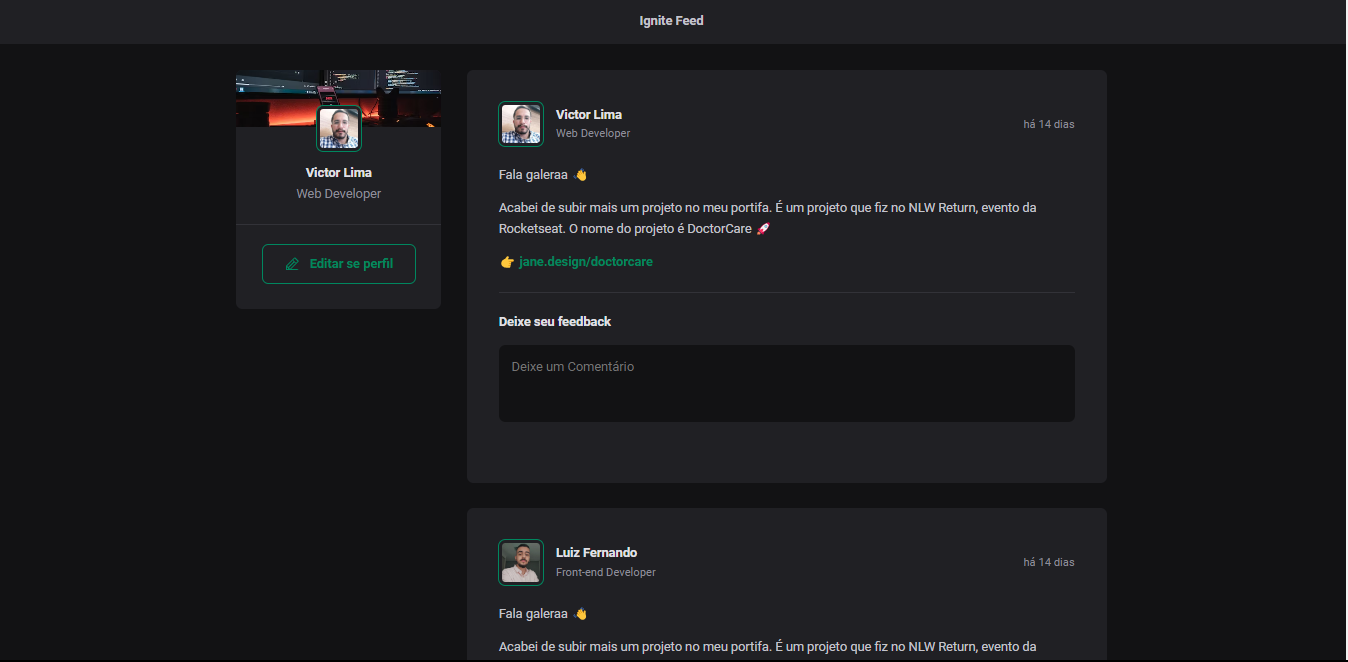 Ignite Feed
Victor Lima
Web Developer
Editar se perfil
Victor Lima
Web Developer
há 14 dias
Fala galeraa 👋
Acabei de subir mais um projeto no meu portifa. É um projeto que fiz no NLW Return, evento da
Rocketseat. O nome do projeto é DoctorCare 🚀
👉 jane.design/doctorcare
Deixe seu feedback
Deixe um Comentário
Luiz Fernando
Front-end Developer
há 14 dias
Fala galeraa 👋
Acabei de subir mais um projeto no meu portifa. É um projeto que fiz no NLW Return, evento da